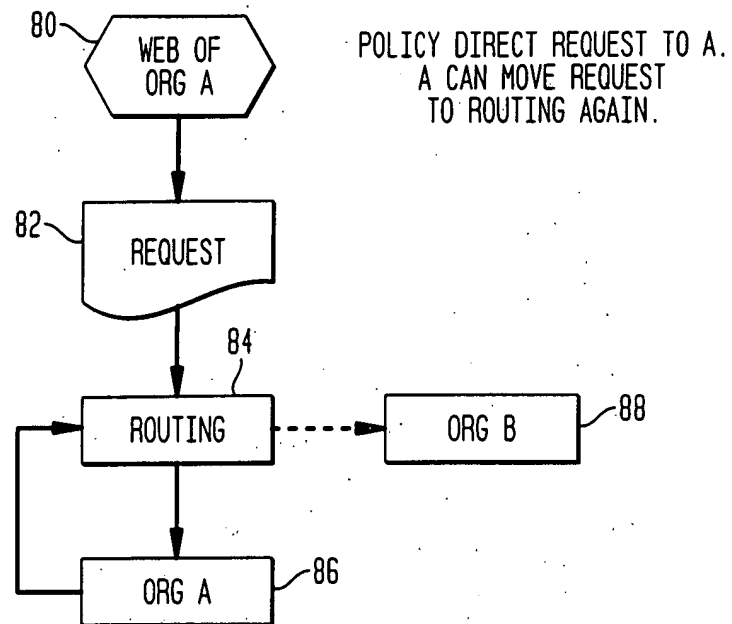 80
WEB OF
ORG A
POLICY DIRECT REQUEST TO A.
A CAN MOVE REQUEST
TO ROUTING AGAIN.
82
REQUEST
84
ROUTING
ORG B
88
ORG A
86